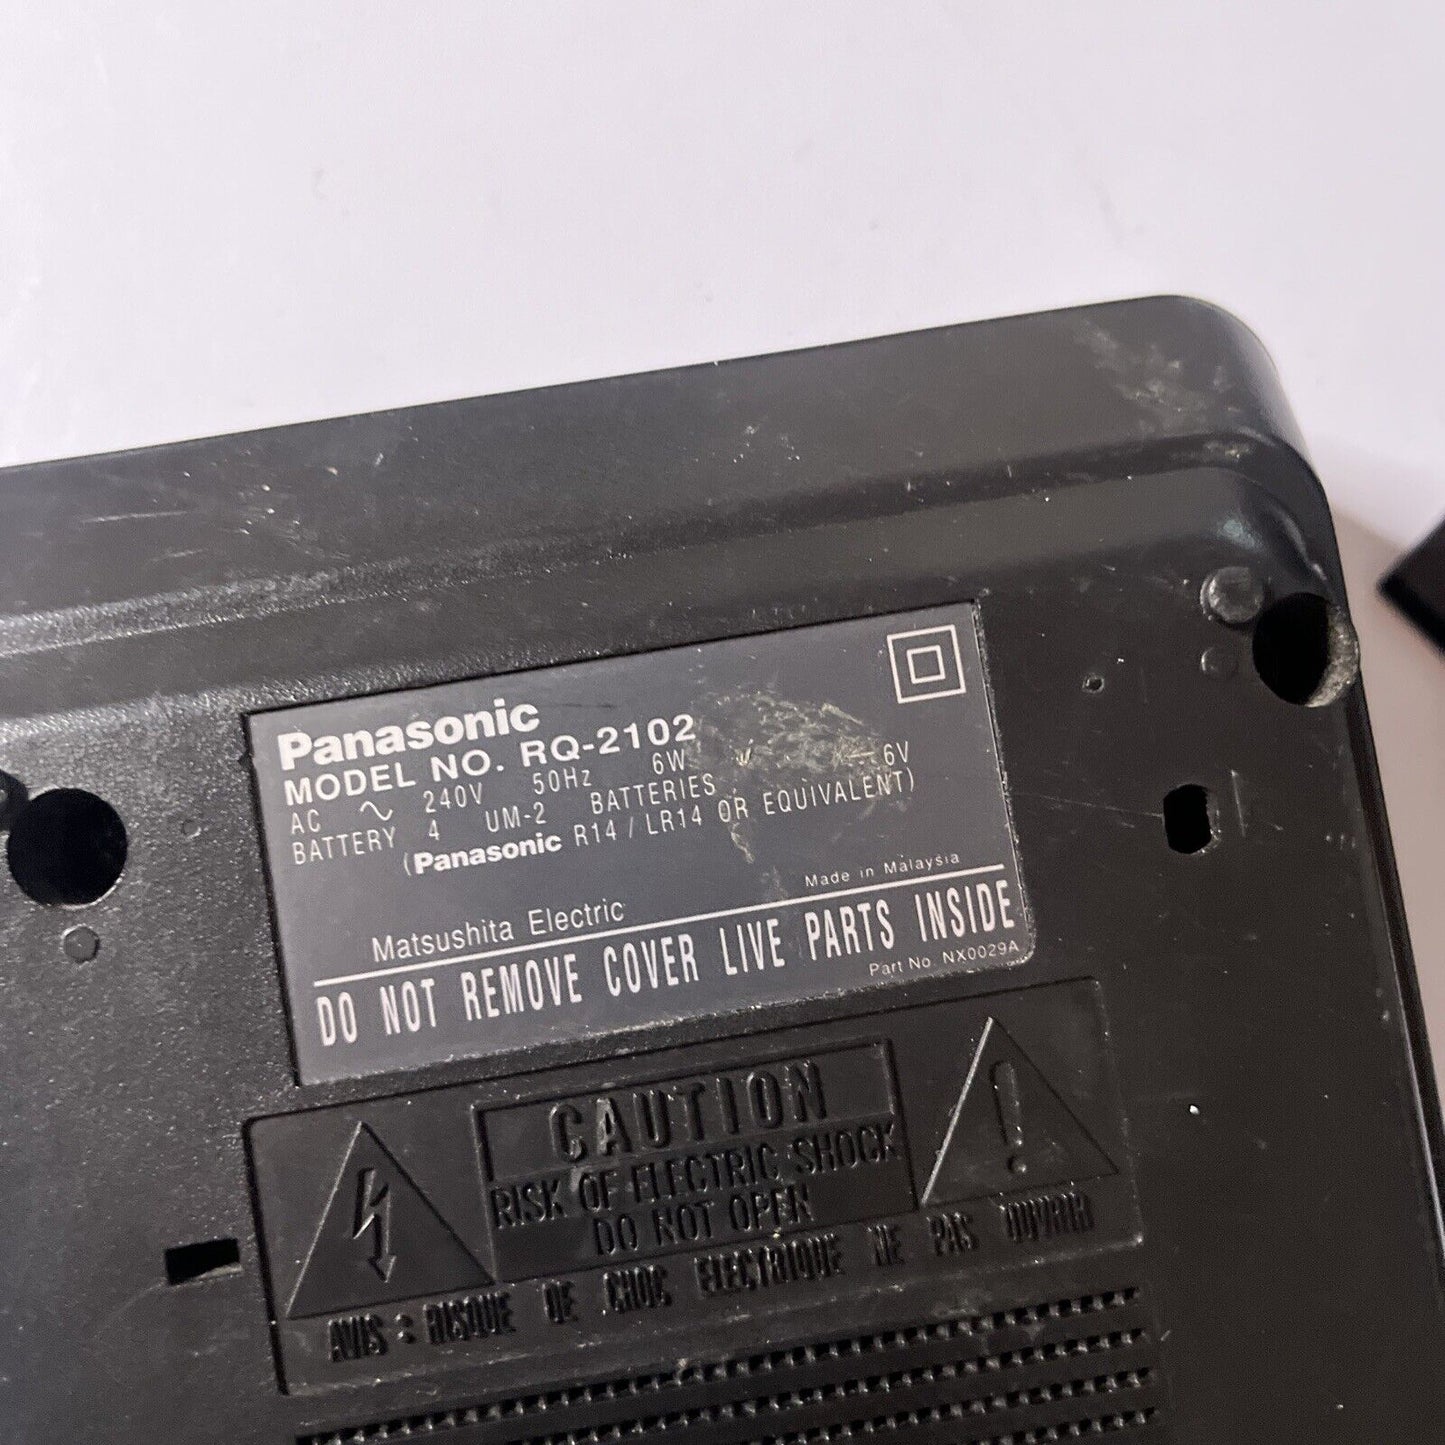 Panasonic
MODEL NO. RQ-2102
AC ∿ 240V 50Hz 6W 6V
BATTERY 4 UM-2 BATTERIES
(Panasonic R14 / LR14 OR EQUIVALENT)
Made in Malaysia
Matsushita Electric
DO NOT REMOVE COVER LIVE PARTS INSIDE
Part No. NX0029A
CAUTION
RISK OF ELECTRIC SHOCK
DO NOT OPEN
AVIS : RISQUE DE CHOC ELECTRIQUE NE PAS OUVRIR